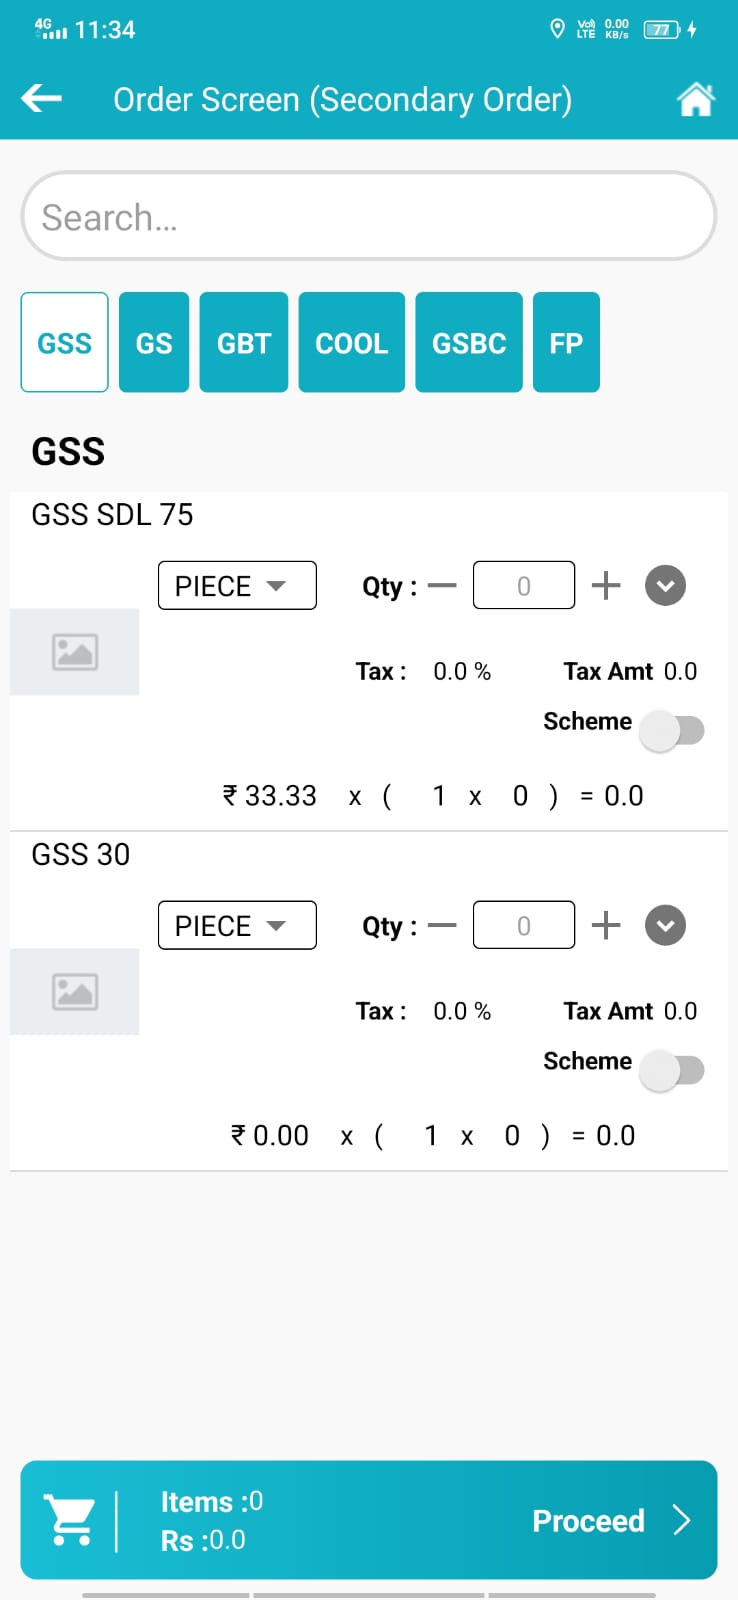 4G 11:34 Vo) LTE 0.00 KB/s 77
Order Screen (Secondary Order)
Search...
GSS GS GBT COOL GSBC FP
GSS
GSS SDL 75
PIECE Qty : — 0 +
Tax : 0.0 % Tax Amt 0.0
Scheme
₹ 33.33 x ( 1 x 0 ) = 0.0
GSS 30
PIECE Qty : — 0 +
Tax : 0.0 % Tax Amt 0.0
Scheme
₹ 0.00 x ( 1 x 0 ) = 0.0
Items :0
Rs :0.0
Proceed